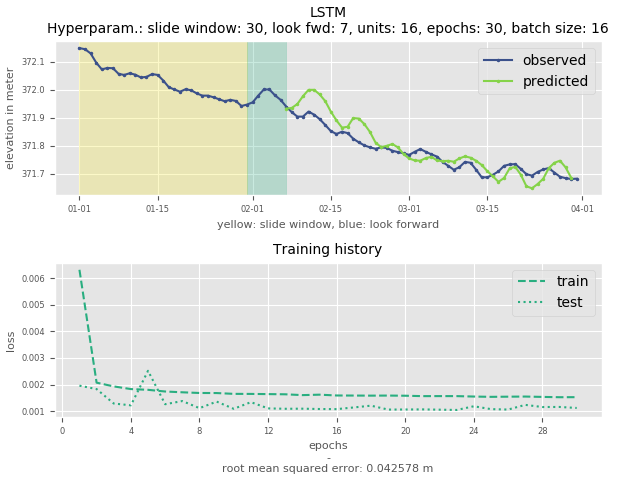 LSTM
Hyperparam.: slide window: 30, look fwd: 7, units: 16, epochs: 30, batch size: 16
elevation in meter
372.1
372.0
371.9
371.8
371.7
observed
predicted
01-01 01-15 02-01 02-15 03-01 03-15 04-01
yellow: slide window, blue: look forward
Training history
loss
0.006
0.005
0.004
0.003
0.002
0.001
train
test
0 4 8 12 16 20 24 28
epochs
-
root mean squared error: 0.042578 m